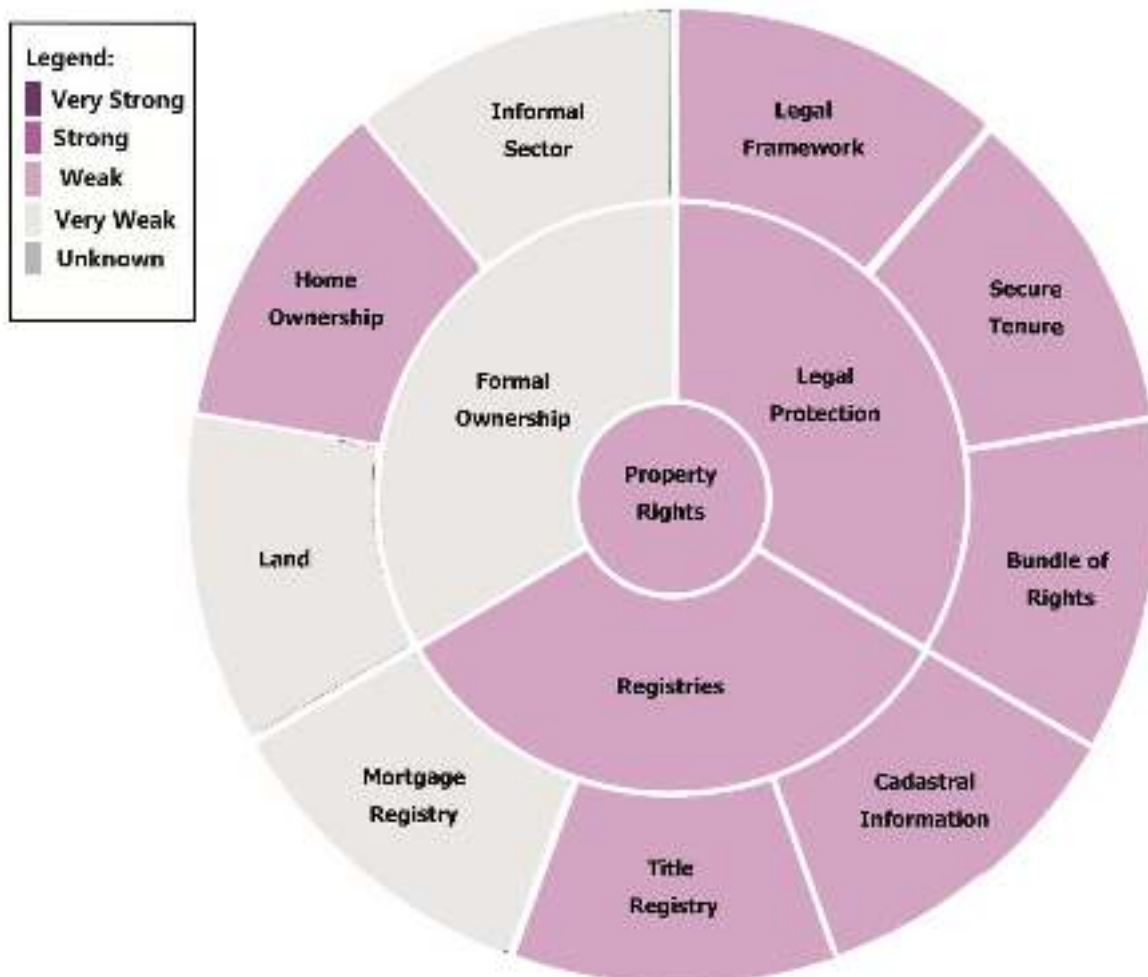 Legend:
Very Strong
Strong
Weak
Very Weak
Unknown
Informal
Sector
Legal
Framework
Home
Ownership
Secure
Tenure
Formal
Ownership
Legal
Protection
Property
Rights
Land
Bundle of
Rights
Registries
Mortgage
Registry
Cadastral
Information
Title
Registry